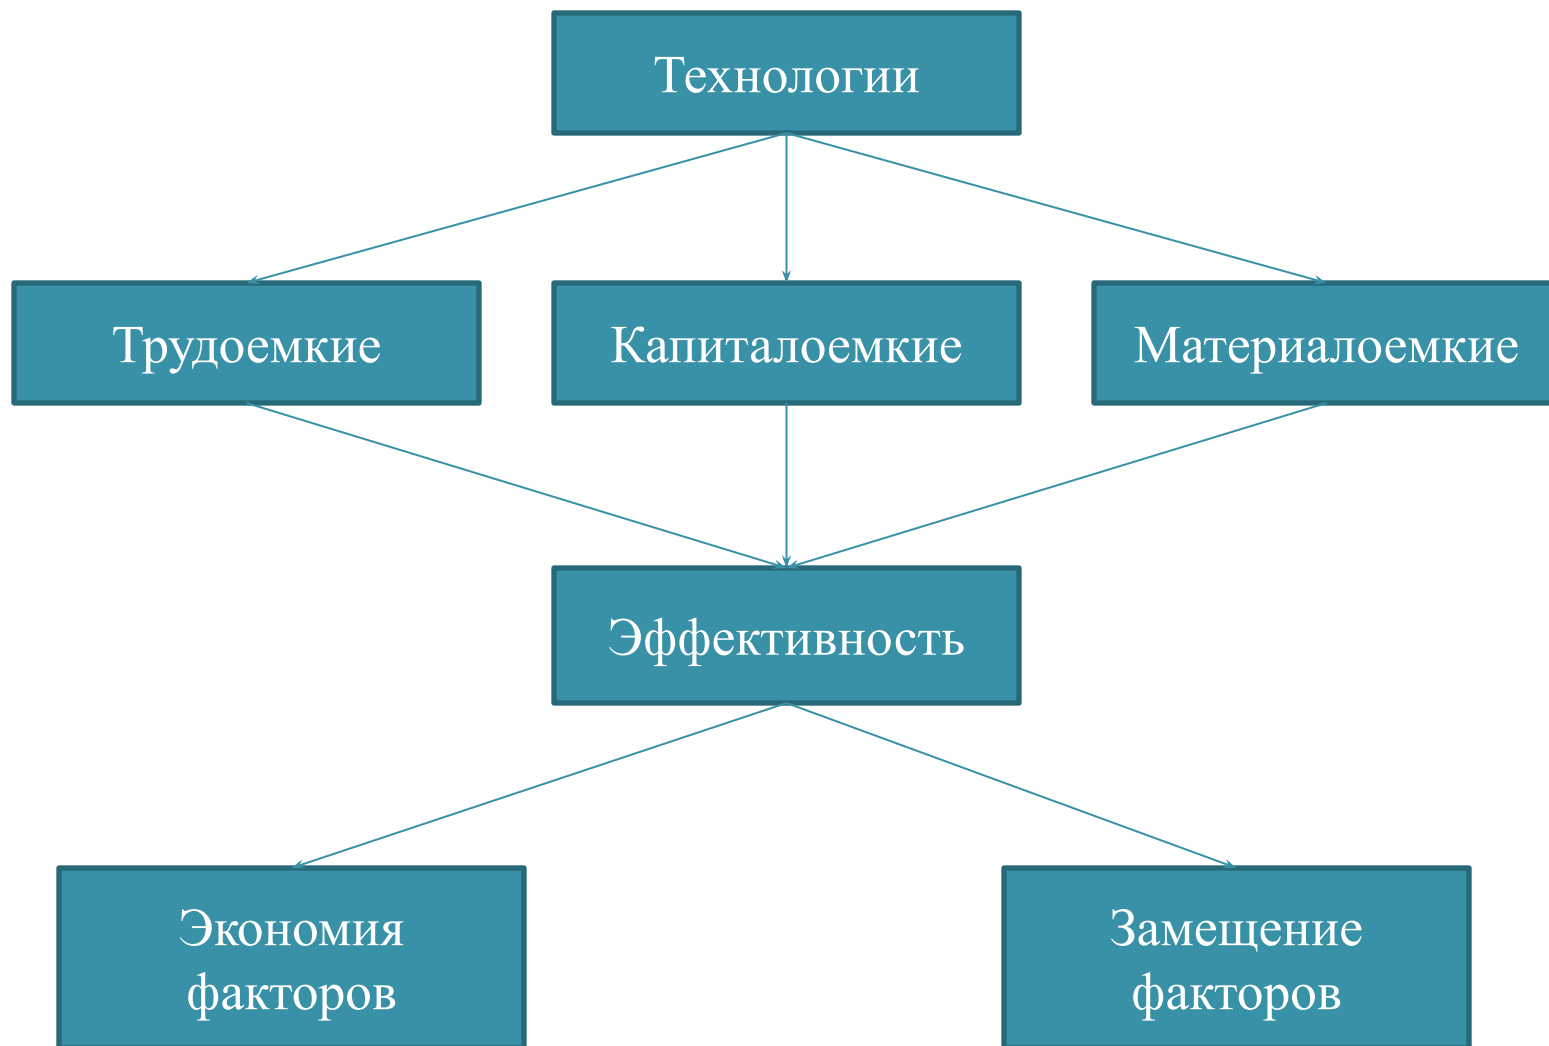 Технологии
Трудоемкие
Капиталоемкие
Материалоемкие
Эффективность
Экономия
факторов
Замещение
факторов